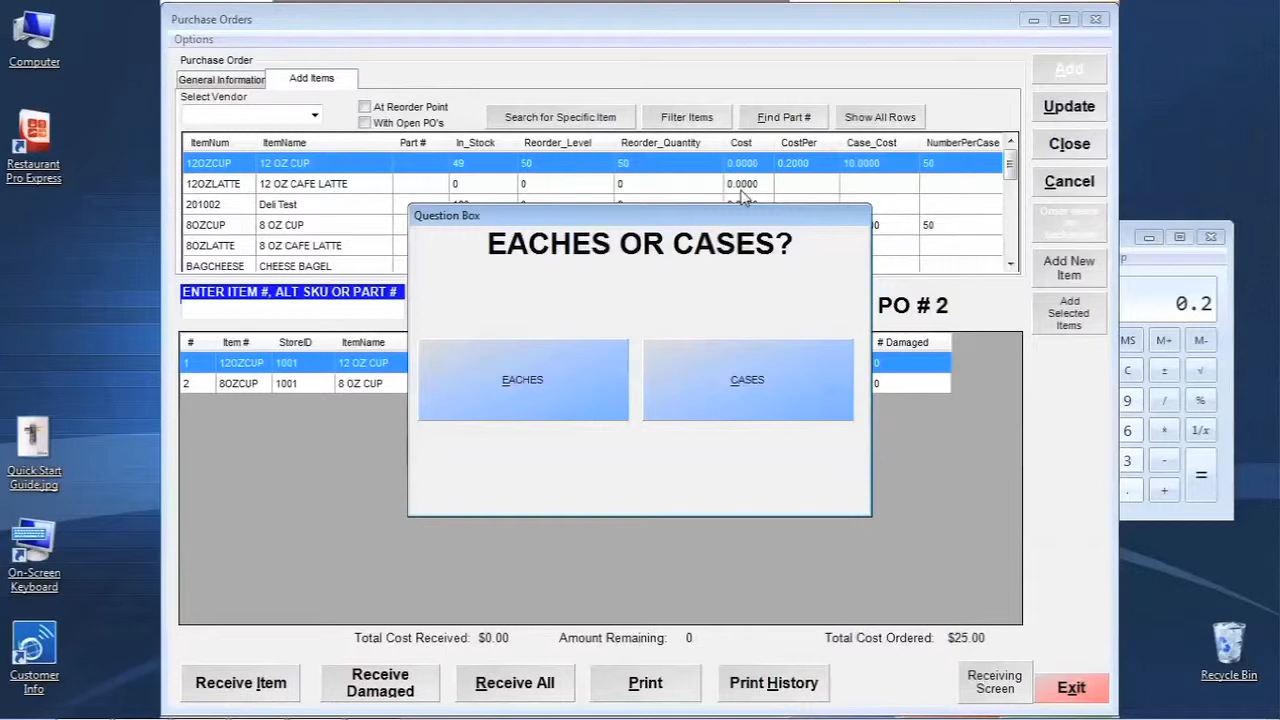 Computer
Restaurant
Pro Express
Quick Start
Guide.jpg
On-Screen
Keyboard
Customer
Info
Purchase Orders
Options
Purchase Order
General Information
Add Items
Select Vendor
At Reorder Point
With Open PO's
Search for Specific Item
Filter Items
Find Part #
Show All Rows
ItemNum ItemName Part # In_Stock Reorder_Level Reorder_Quantity Cost CostPer Case_Cost NumberPerCase
12OZCUP 12 OZ CUP 49 50 50 0.0000 0.2000 10.0000 50
12OZLATTE 12 OZ CAFE LATTE 0 0 0 0.0000
201002 Deli Test
8OZCUP 8 OZ CUP 50
8OZLATTE 8 OZ CAFE LATTE
BAGCHEESE CHEESE BAGEL
ENTER ITEM #, ALT SKU OR PART #
PO # 2
# Item # StoreID ItemName # Damaged
1 12OZCUP 1001 12 OZ CUP 0
2 8OZCUP 1001 8 OZ CUP 0
Question Box
EACHES OR CASES?
EACHES
CASES
Total Cost Received: $0.00 Amount Remaining: 0 Total Cost Ordered: $25.00
Receive Item
Receive
Damaged
Receive All
Print
Print History
Receiving
Screen
Exit
Add
Update
Close
Cancel
Add New
Item
Add
Selected
Items
0.2
MS M+ M-
C ± √
9 / %
6 * 1/x
3 - =
. +
Recycle Bin